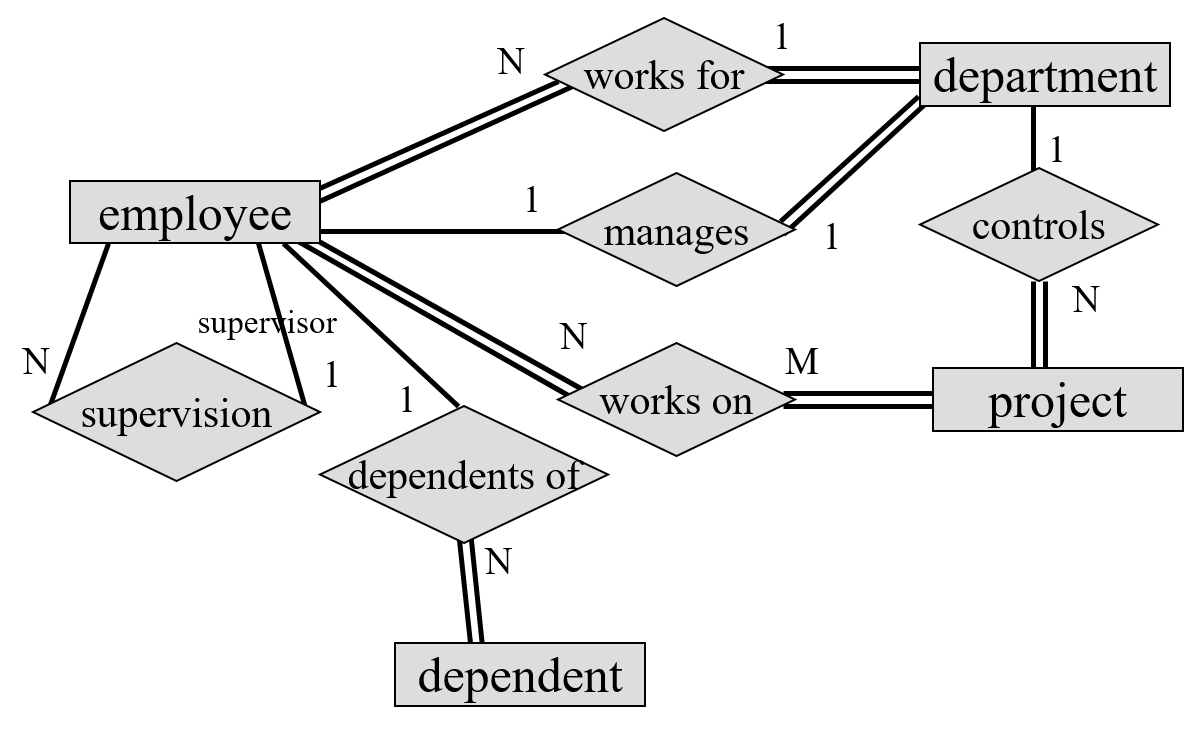 1
N
works for
department
1
employee
1
manages
controls
1
N
supervisor
N
M
N
1
1
supervision
works on
project
dependents of
N
dependent